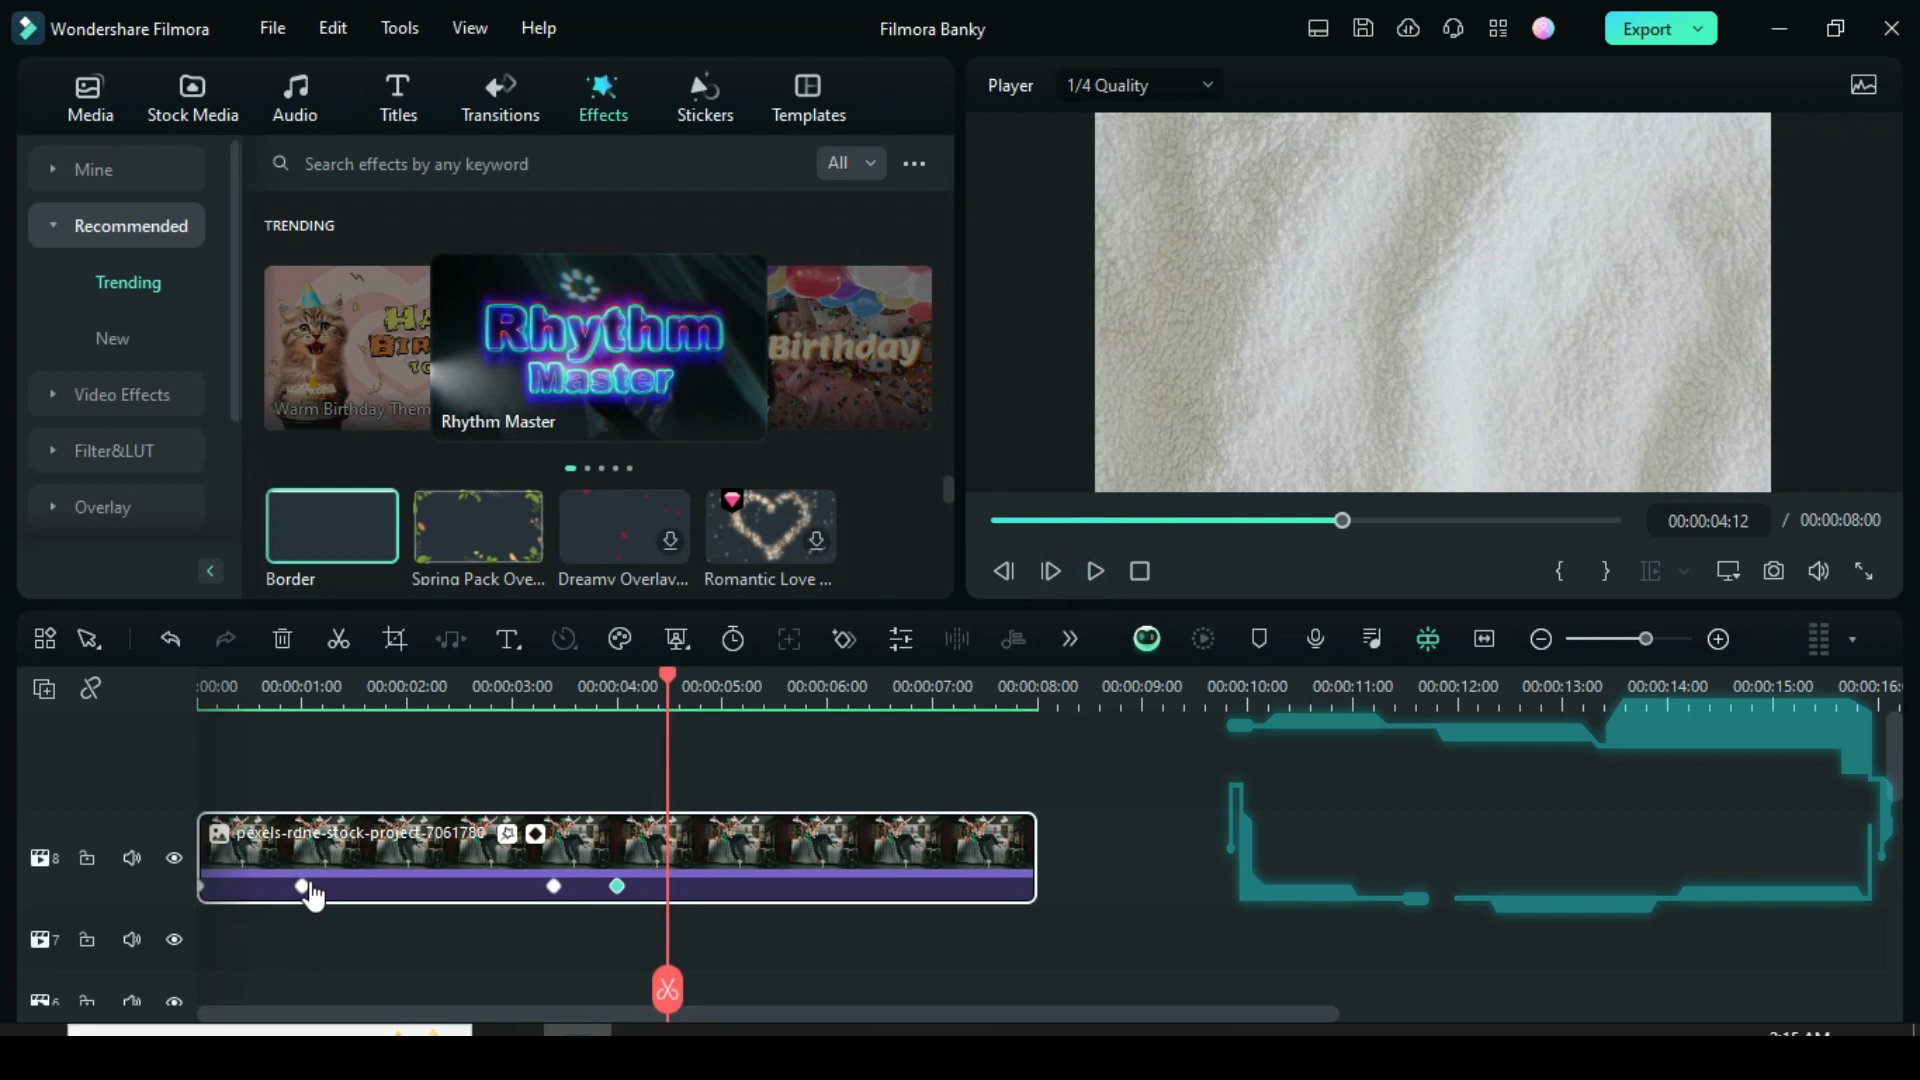 Wondershare Filmora File Edit Tools View Help Filmora Banky Export
Media Stock Media Audio Titles Transitions Effects Stickers Templates
Player 1/4 Quality
Mine
Search effects by any keyword All
Recommended
TRENDING
Trending
New
Video Effects
Filter&LUT
Overlay
Warm Birthday Them
Rhythm
Master
Rhythm Master
Birthday
Border Spring Pack Ove... Dreamy Overlay... Romantic Love ...
00:00:04:12 / 00:00:08:00
:00:00 00:00:01:00 00:00:02:00 00:00:03:00 00:00:04:00 00:00:05:00 00:00:06:00 00:00:07:00 00:00:08:00 00:00:09:00 00:00:10:00 00:00:11:00 00:00:12:00 00:00:13:00 00:00:14:00 00:00:15:00 00:00:16:
pexels-rdne-stock-project-7061780
8
7
6